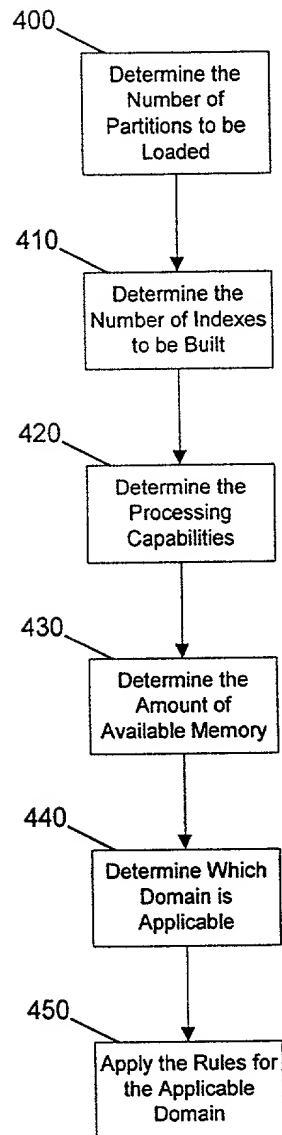 400
Determine the
Number of
Partitions to be
Loaded
410
Determine the
Number of Indexes
to be Built
420
Determine the
Processing
Capabilities
430
Determine the
Amount of
Available Memory
440
Determine Which
Domain is
Applicable
450
Apply the Rules for
the Applicable
Domain